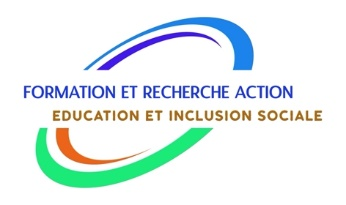 FORMATION ET RECHERCHE ACTION
EDUCATION ET INCLUSION SOCIALE